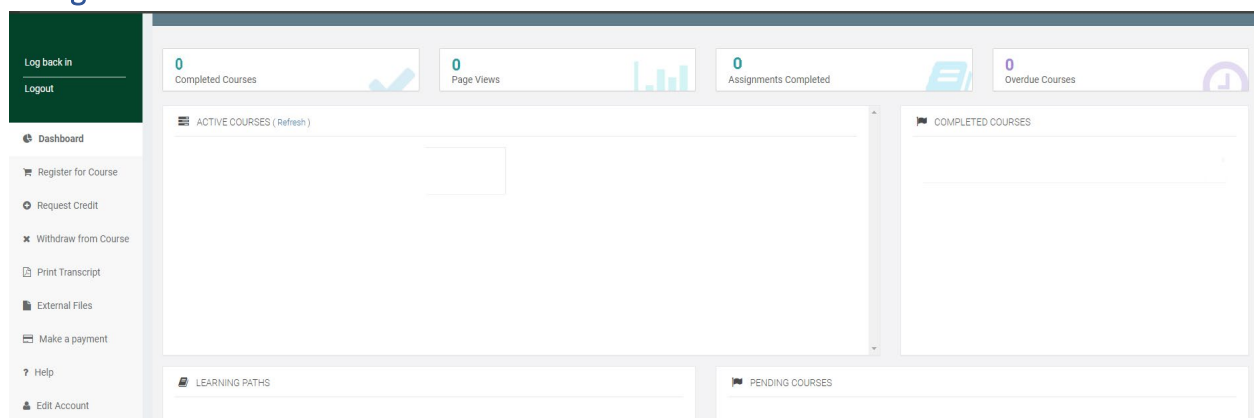 Log back in
Logout
Dashboard
Register for Course
Request Credit
Withdraw from Course
Print Transcript
External Files
Make a payment
? Help
Edit Account
0
Completed Courses
0
Page Views
0
Assignments Completed
0
Overdue Courses
ACTIVE COURSES ( Refresh )
COMPLETED COURSES
LEARNING PATHS
PENDING COURSES